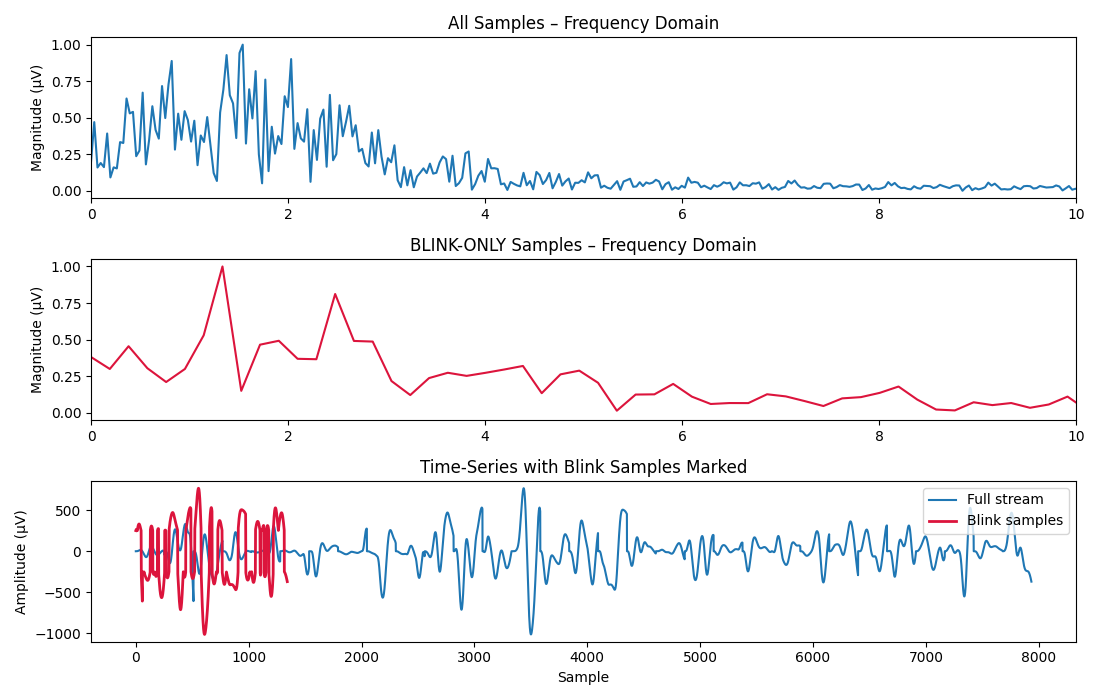 All Samples – Frequency Domain
1.00
0.75
0.50
0.25
0.00
Magnitude (µV)
0 2 4 6 8 10
BLINK-ONLY Samples – Frequency Domain
1.00
0.75
0.50
0.25
0.00
Magnitude (µV)
0 2 4 6 8 10
Time-Series with Blink Samples Marked
500
0
−500
−1000
Amplitude (µV)
Full stream
Blink samples
0 1000 2000 3000 4000 5000 6000 7000 8000
Sample